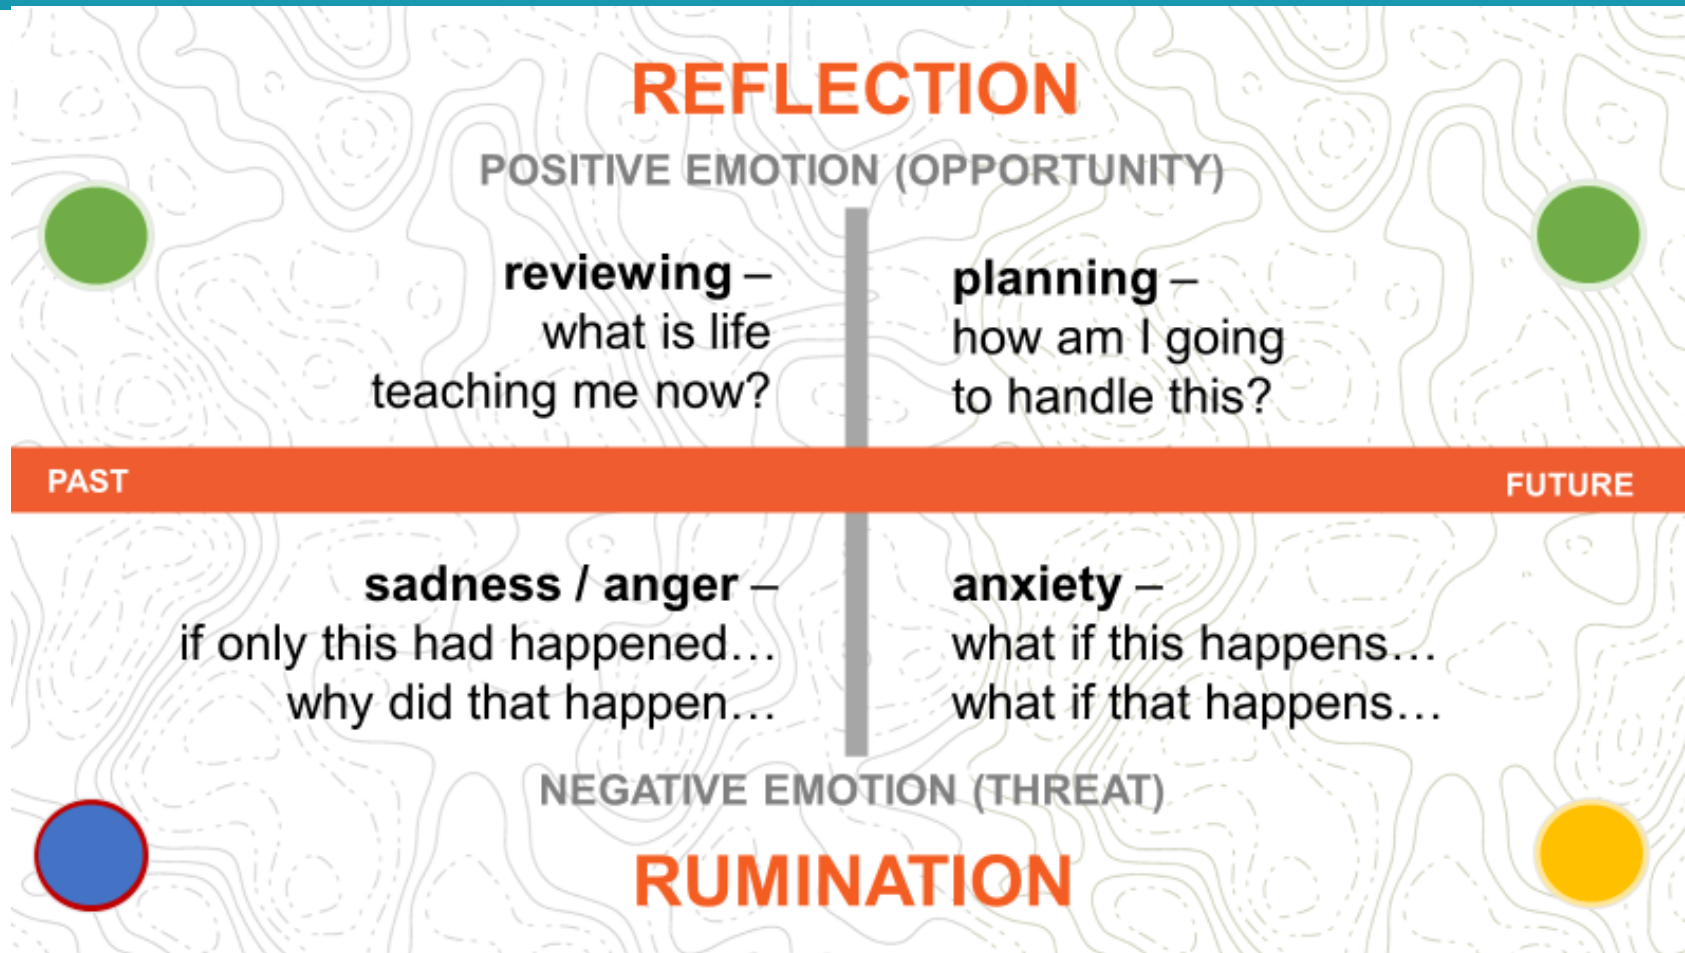 REFLECTION
POSITIVE EMOTION (OPPORTUNITY)
reviewing –
what is life
teaching me now?
planning –
how am I going
to handle this?
PAST
FUTURE
sadness / anger –
if only this had happened…
why did that happen…
anxiety –
what if this happens…
what if that happens…
NEGATIVE EMOTION (THREAT)
RUMINATION